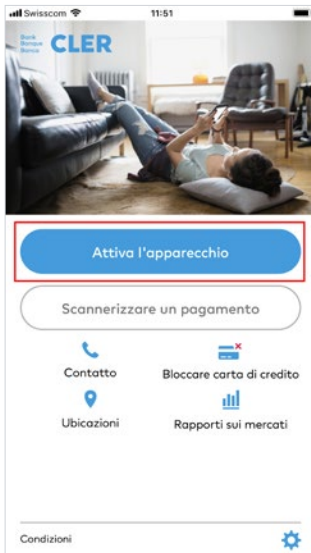 Swisscom
11:51
Bank
Banque
Banca
CLER
Attiva l'apparecchio
Scannerizzare un pagamento
Contatto
Bloccare carta di credito
Ubicazioni
Rapporti sui mercati
Condizioni